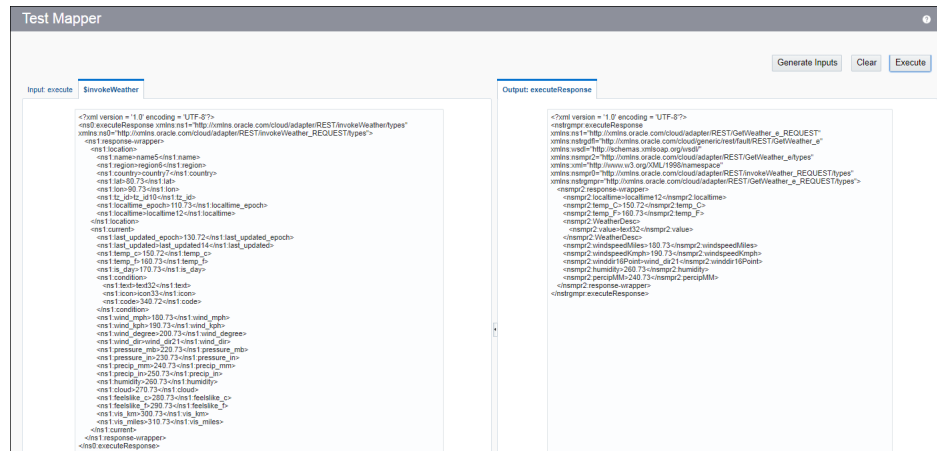 Test Mapper
Generate Inputs Clear Execute
Input: execute $invokeWeather
<?xml version = '1.0' encoding = 'UTF-8'?>
<ns0:executeResponse xmlns:ns1="http://xmlns.oracle.com/cloud/adapter/REST/invokeWeather/types"
xmlns:ns0="http://xmlns.oracle.com/cloud/adapter/REST/invokeWeather_REQUEST/types">
<ns1:response-wrapper>
<ns1:location>
<ns1:name>name5</ns1:name>
<ns1:region>region6</ns1:region>
<ns1:country>country7</ns1:country>
<ns1:lat>80.73</ns1:lat>
<ns1:lon>90.73</ns1:lon>
<ns1:tz_id>tz_id10</ns1:tz_id>
<ns1:localtime_epoch>110.73</ns1:localtime_epoch>
<ns1:localtime>localtime12</ns1:localtime>
</ns1:location>
<ns1:current>
<ns1:last_updated_epoch>130.72</ns1:last_updated_epoch>
<ns1:last_updated>last_updated14</ns1:last_updated>
<ns1:temp_c>150.72</ns1:temp_c>
<ns1:temp_f>160.73</ns1:temp_f>
<ns1:is_day>170.73</ns1:is_day>
<ns1:condition>
<ns1:text>text32</ns1:text>
<ns1:icon>icon33</ns1:icon>
<ns1:code>340.72</ns1:code>
</ns1:condition>
<ns1:wind_mph>180.73</ns1:wind_mph>
<ns1:wind_kph>190.73</ns1:wind_kph>
<ns1:wind_degree>200.73</ns1:wind_degree>
<ns1:wind_dir>wind_dir21</ns1:wind_dir>
<ns1:pressure_mb>220.73</ns1:pressure_mb>
<ns1:pressure_in>230.73</ns1:pressure_in>
<ns1:precip_mm>240.73</ns1:precip_mm>
<ns1:precip_in>250.73</ns1:precip_in>
<ns1:humidity>260.73</ns1:humidity>
<ns1:cloud>270.73</ns1:cloud>
<ns1:feelslike_c>280.73</ns1:feelslike_c>
<ns1:feelslike_f>290.73</ns1:feelslike_f>
<ns1:vis_km>300.73</ns1:vis_km>
<ns1:vis_miles>310.73</ns1:vis_miles>
</ns1:current>
</ns1:response-wrapper>
</ns0:executeResponse>
Output: executeResponse
<?xml version = '1.0' encoding = 'UTF-8'?>
<nstrgmpr:executeResponse
xmlns:ns1="http://xmlns.oracle.com/cloud/adapter/REST/GetWeather_e_REQUEST"
xmlns:nstrgdfl="http://xmlns.oracle.com/cloud/generic/rest/fault/REST/GetWeather_e"
xmlns:wsdl="http://schemas.xmlsoap.org/wsdl/"
xmlns:nsmpr2="http://xmlns.oracle.com/cloud/adapter/REST/GetWeather_e/types"
xmlns:xml="http://www.w3.org/XML/1998/namespace"
xmlns:nsmpr0="http://xmlns.oracle.com/cloud/adapter/REST/invokeWeather_REQUEST/types"
xmlns:nstrgmpr="http://xmlns.oracle.com/cloud/adapter/REST/GetWeather_e_REQUEST/types">
<nsmpr2:response-wrapper>
<nsmpr2:localtime>localtime12</nsmpr2:localtime>
<nsmpr2:temp_C>150.72</nsmpr2:temp_C>
<nsmpr2:temp_F>160.73</nsmpr2:temp_F>
<nsmpr2:WeatherDesc>
<nsmpr2:value>text32</nsmpr2:value>
</nsmpr2:WeatherDesc>
<nsmpr2:windspeedMiles>180.73</nsmpr2:windspeedMiles>
<nsmpr2:windspeedKmph>190.73</nsmpr2:windspeedKmph>
<nsmpr2:winddir16Point>wind_dir21</nsmpr2:winddir16Point>
<nsmpr2:humidity>260.73</nsmpr2:humidity>
<nsmpr2:percipMM>240.73</nsmpr2:percipMM>
</nsmpr2:response-wrapper>
</nstrgmpr:executeResponse>